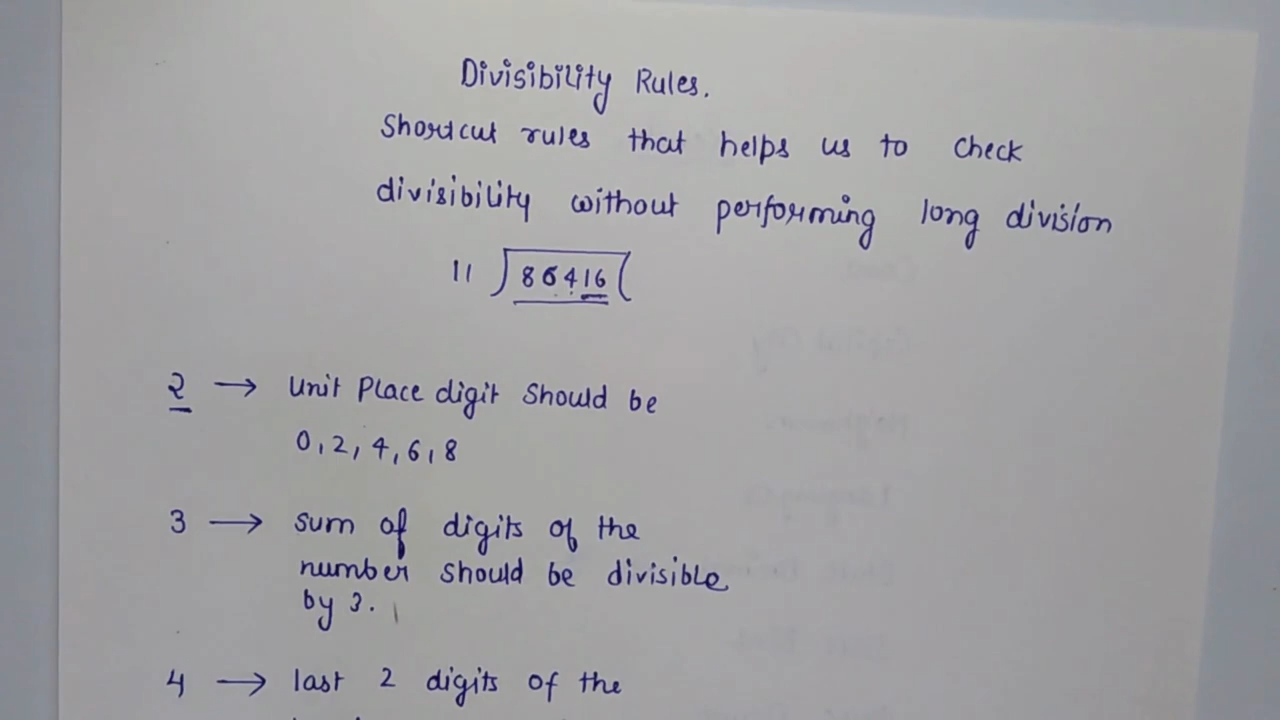 Divisibility Rules.
Shortcut rules that helps us to check
divisibility without performing long division
11 ) 86416 (
2 → Unit Place digit should be
0, 2, 4, 6, 8
3 → sum of digits of the
number should be divisible
by 3.
4 → last 2 digits of the